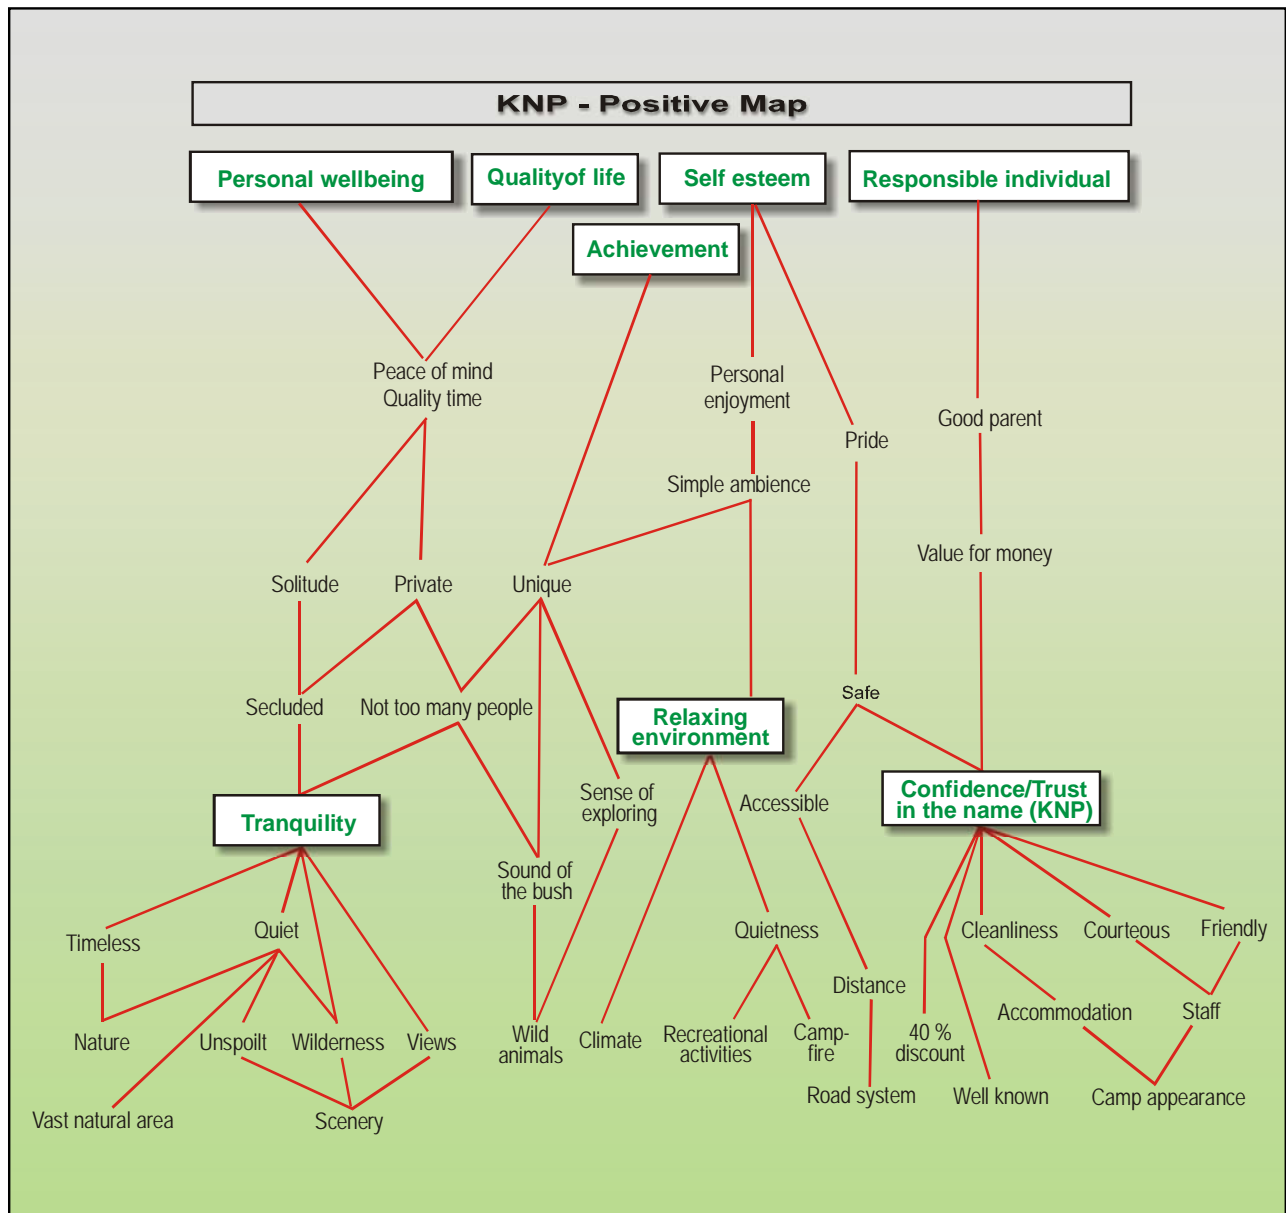 KNP - Positive Map
Personal wellbeing
Qualityof life
Self esteem
Responsible individual
Achievement
Peace of mind
Quality time
Personal
enjoyment
Good parent
Pride
Simple ambience
Value for money
Solitude
Private
Unique
Secluded
Not too many people
Safe
Relaxing
environment
Sense of
exploring
Accessible
Confidence/Trust
in the name (KNP)
Tranquility
Sound of
the bush
Timeless
Quiet
Quietness
Cleanliness
Courteous
Friendly
Distance
Accommodation
Staff
Nature
Unspoilt
Wilderness
Views
Wild
animals
Climate
Recreational
activities
Camp-
fire
40 %
discount
Road system
Well known
Camp appearance
Vast natural area
Scenery